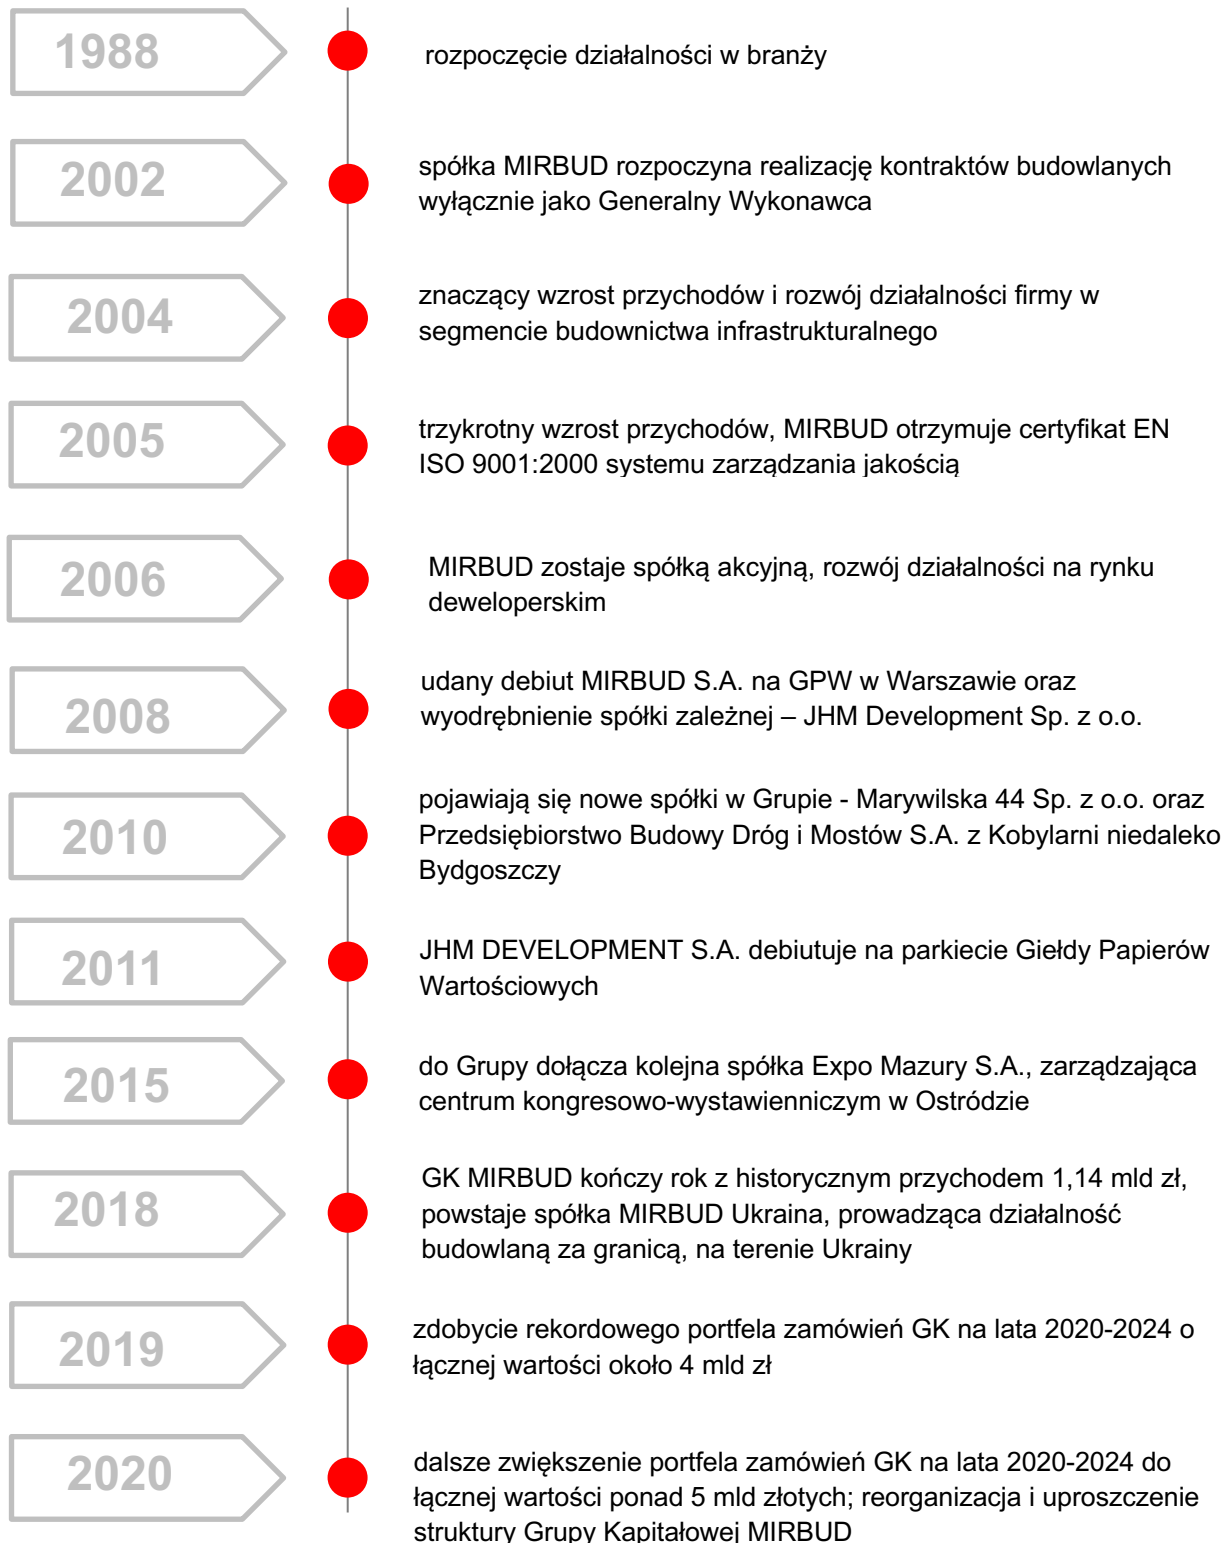 1988
rozpoczęcie działalności w branży
2002
spółka MIRBUD rozpoczyna realizację kontraktów budowlanych
wyłącznie jako Generalny Wykonawca
2004
znaczący wzrost przychodów i rozwój działalności firmy w
segmencie budownictwa infrastrukturalnego
2005
trzykrotny wzrost przychodów, MIRBUD otrzymuje certyfikat EN
ISO 9001:2000 systemu zarządzania jakością
2006
MIRBUD zostaje spółką akcyjną, rozwój działalności na rynku
deweloperskim
2008
udany debiut MIRBUD S.A. na GPW w Warszawie oraz
wyodrębnienie spółki zależnej – JHM Development Sp. z o.o.
2010
pojawiają się nowe spółki w Grupie - Marywilska 44 Sp. z o.o. oraz
Przedsiębiorstwo Budowy Dróg i Mostów S.A. z Kobylarni niedaleko
Bydgoszczy
2011
JHM DEVELOPMENT S.A. debiutuje na parkiecie Giełdy Papierów
Wartościowych
2015
do Grupy dołącza kolejna spółka Expo Mazury S.A., zarządzająca
centrum kongresowo-wystawienniczym w Ostródzie
2018
GK MIRBUD kończy rok z historycznym przychodem 1,14 mld zł,
powstaje spółka MIRBUD Ukraina, prowadząca działalność
budowlaną za granicą, na terenie Ukrainy
2019
zdobycie rekordowego portfela zamówień GK na lata 2020-2024 o
łącznej wartości około 4 mld zł
2020
dalsze zwiększenie portfela zamówień GK na lata 2020-2024 do
łącznej wartości ponad 5 mld złotych; reorganizacja i uproszczenie
struktury Grupy Kapitałowej MIRBUD